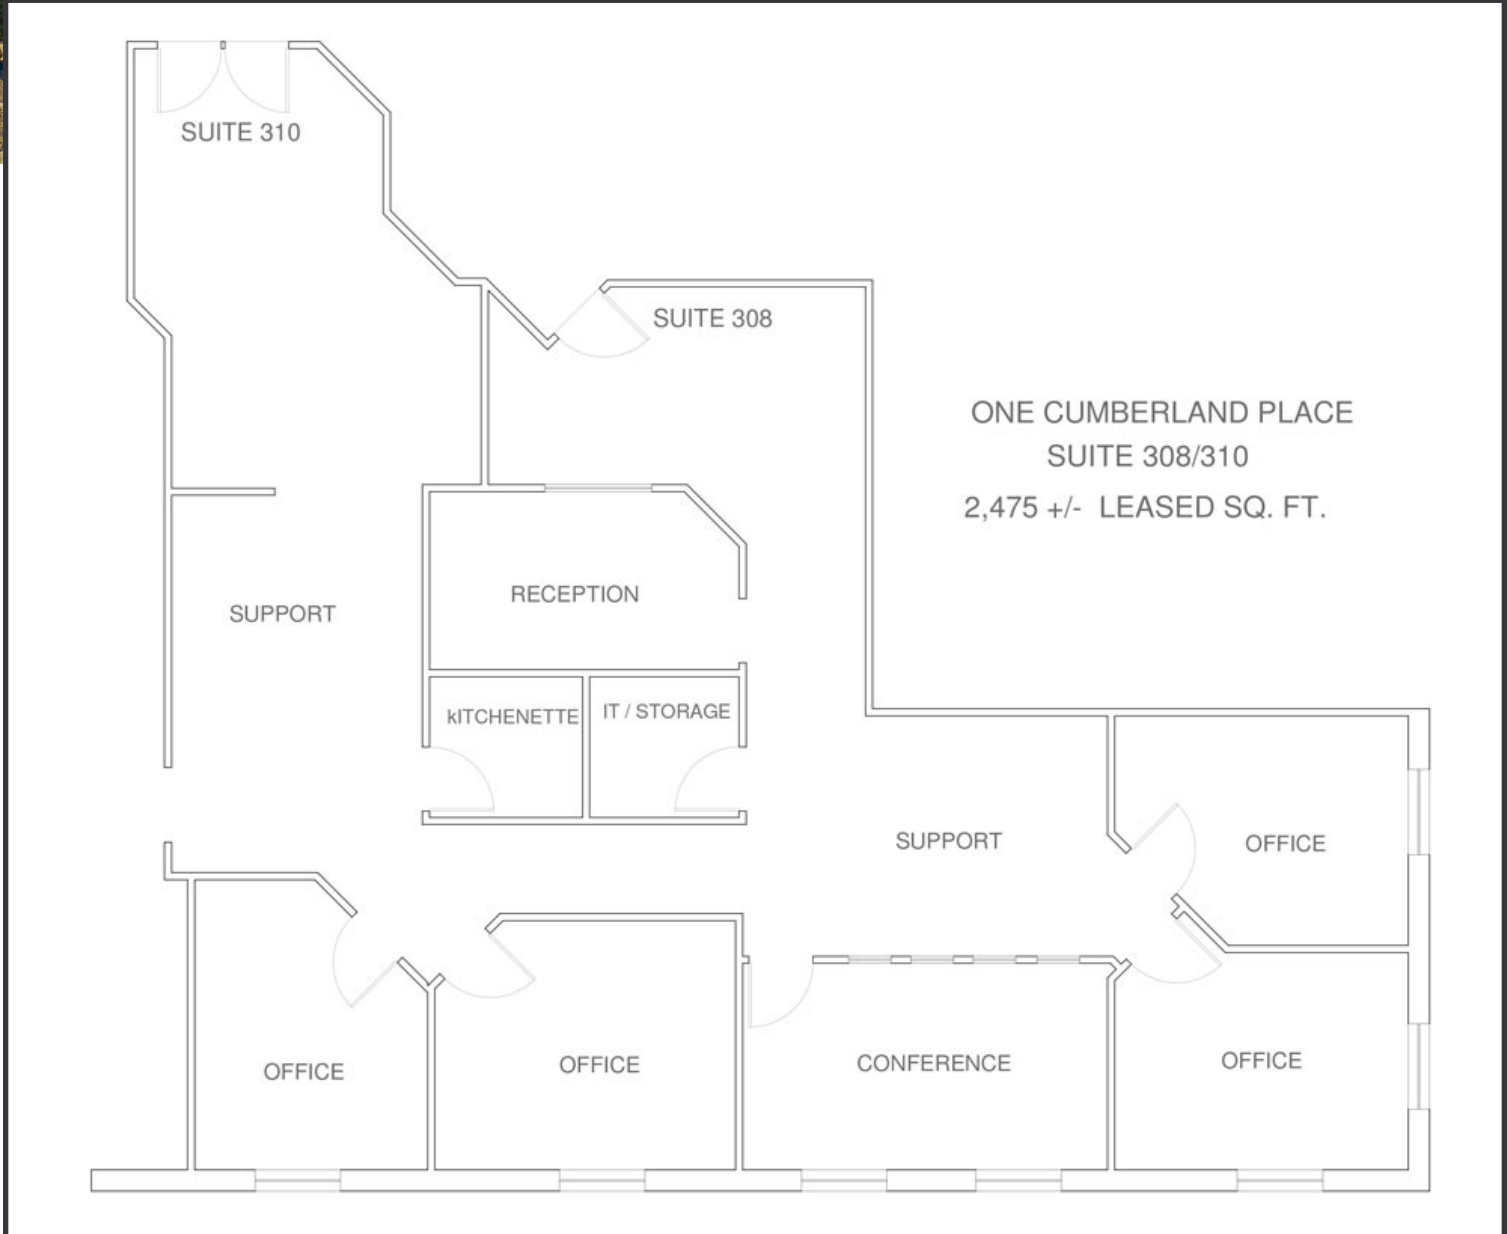 SUITE 310
SUITE 308
ONE CUMBERLAND PLACE
SUITE 308/310
2,475 +/- LEASED SQ. FT.
RECEPTION
SUPPORT
kITCHENETTE
IT / STORAGE
SUPPORT
OFFICE
OFFICE
OFFICE
CONFERENCE
OFFICE